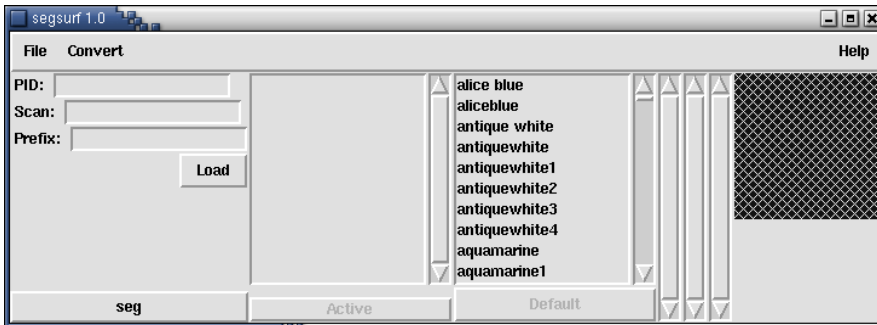 segsurf 1.0
File Convert Help
PID:
Scan:
Prefix:
Load
seg
Active
alice blue
aliceblue
antique white
antiquewhite
antiquewhite1
antiquewhite2
antiquewhite3
antiquewhite4
aquamarine
aquamarine1
Default